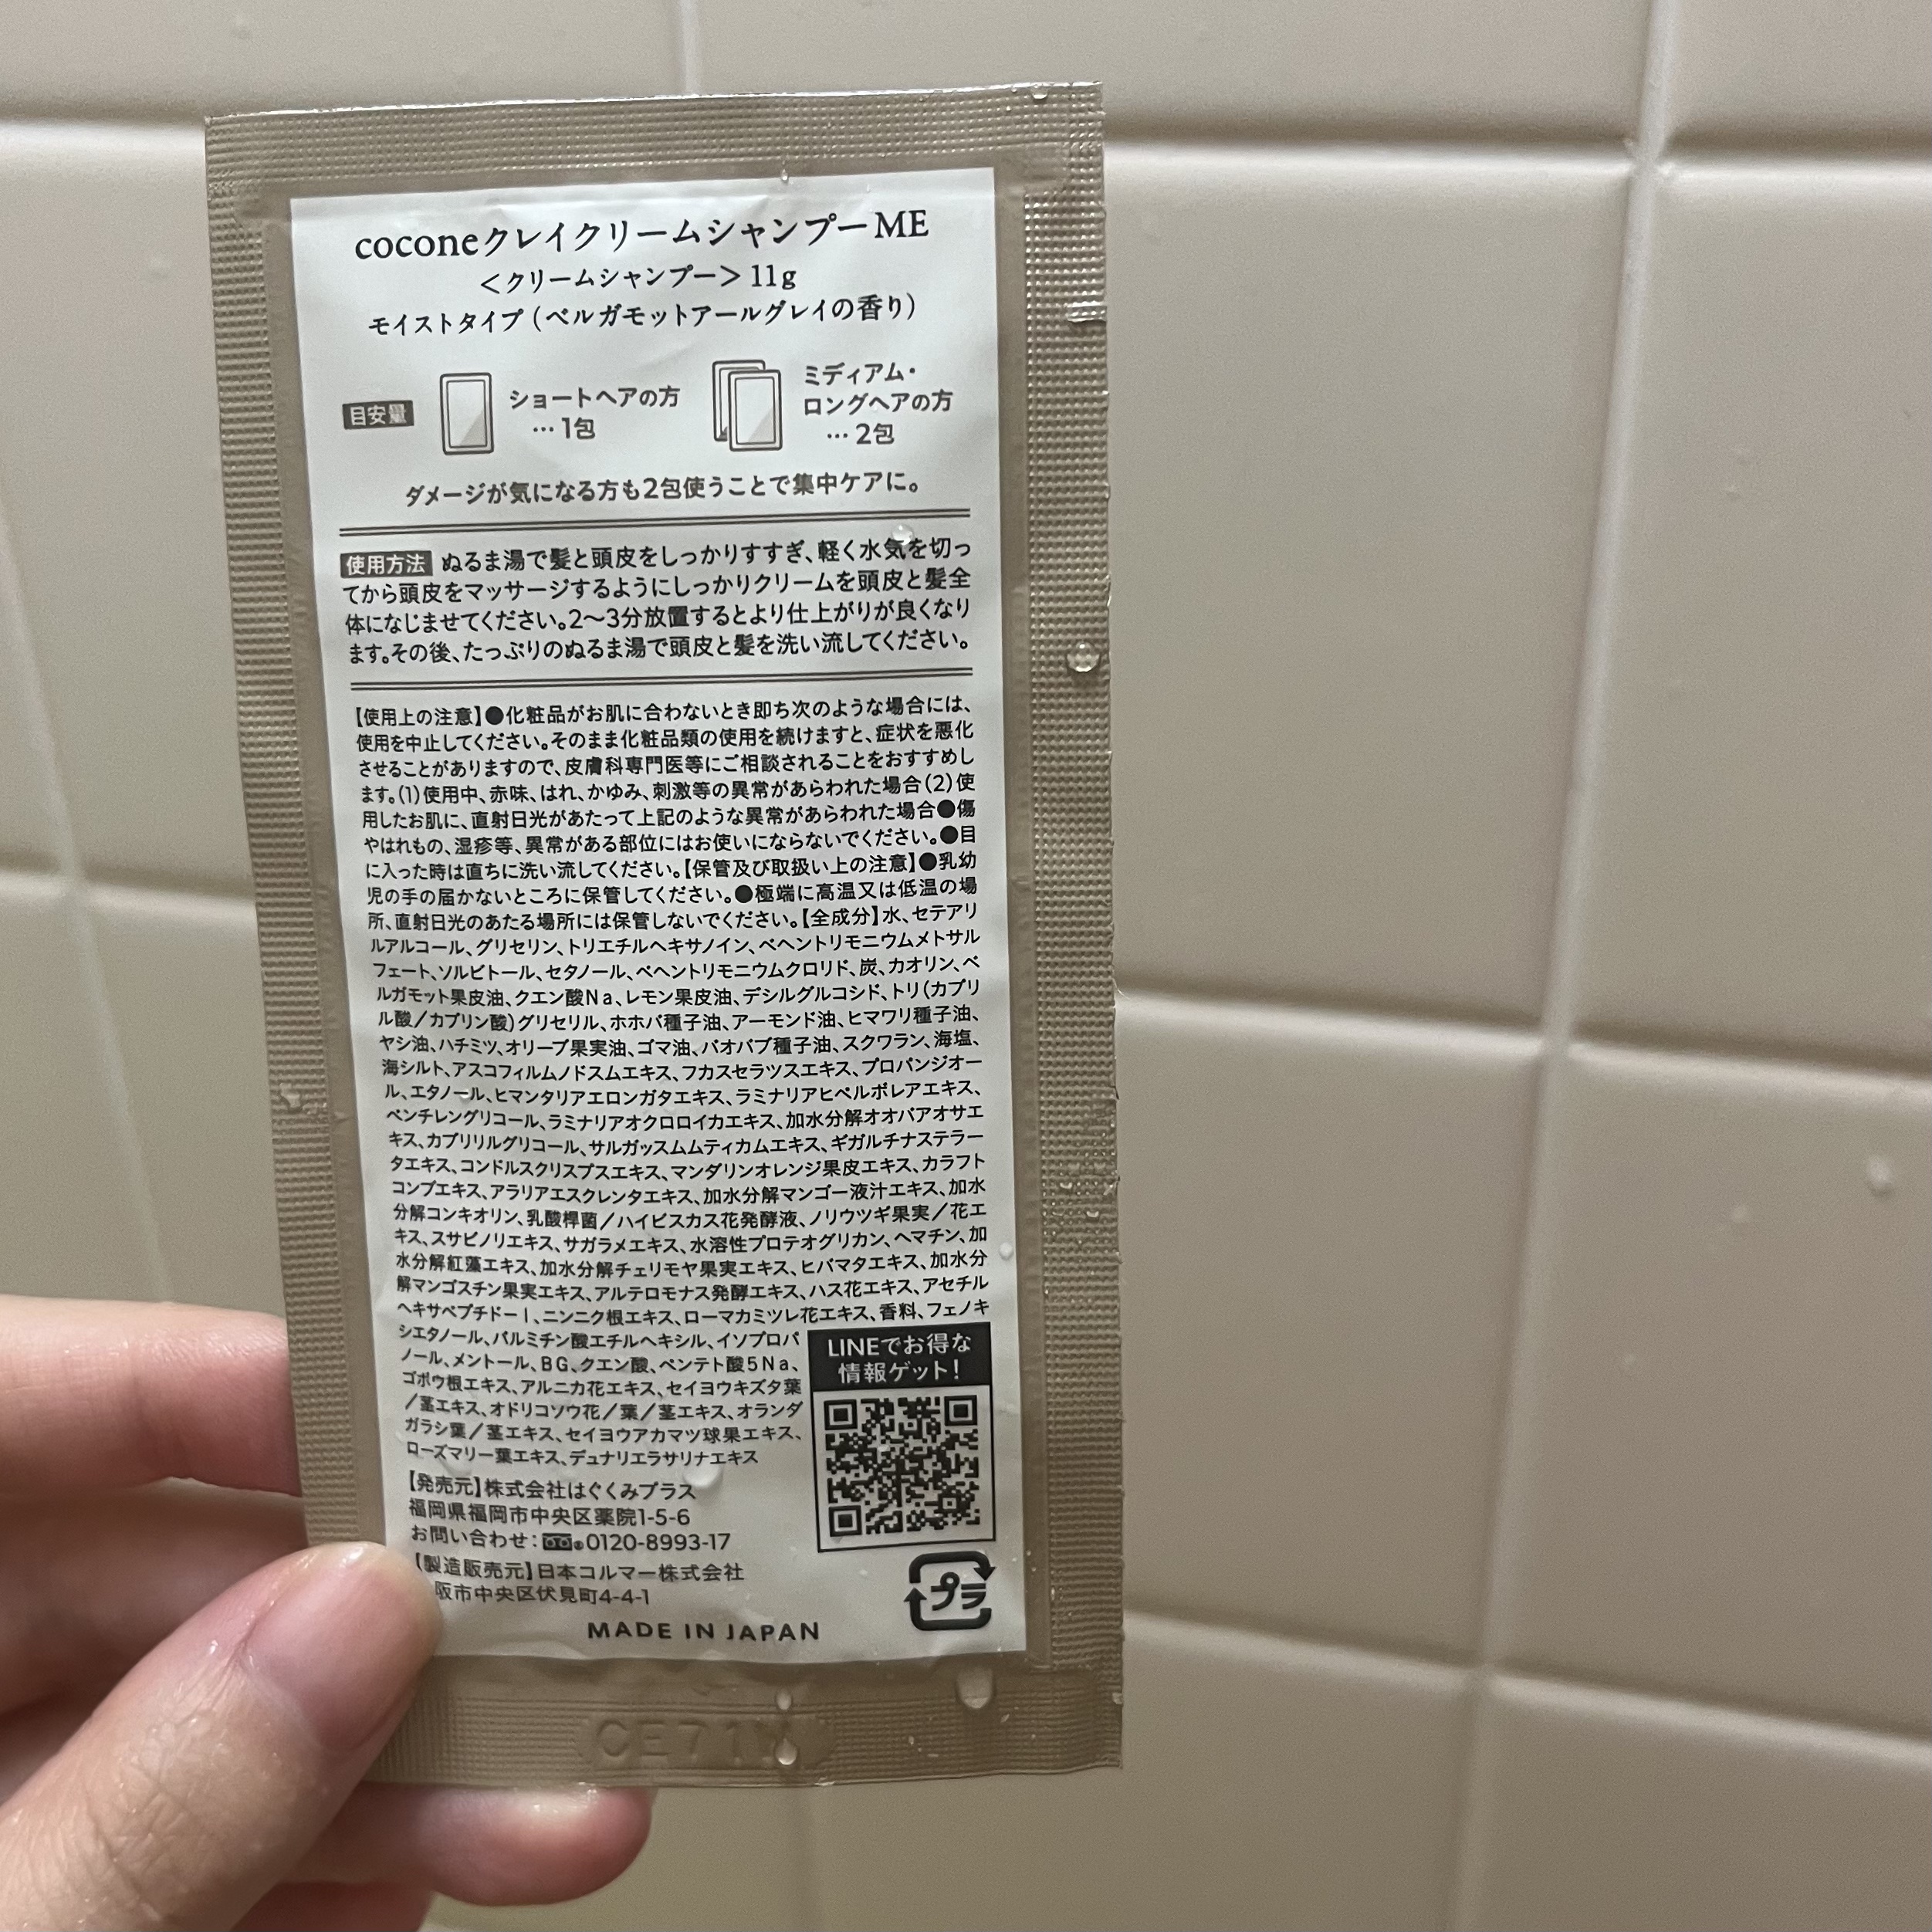 coconeクレイクリームシャンプーME
＜クリームシャンプー＞11g
モイストタイプ（ベルガモットアールグレイの香り）
目安量
ショートヘアの方
…1包
ミディアム・
ロングヘアの方
…2包
ダメージが気になる方も2包使うことで集中ケアに。
使用方法 ぬるま湯で髪と頭皮をしっかりすすぎ、軽く水気を切っ
てから頭皮をマッサージするようにしっかりクリームを頭皮と髪全
体になじませてください。2〜3分放置するとより仕上がりが良くなり
ます。その後、たっぷりのぬるま湯で頭皮と髪を洗い流してください。
【使用上の注意】●化粧品がお肌に合わないとき即ち次のような場合には、
使用を中止してください。そのまま化粧品類の使用を続けますと、症状を悪化
させることがありますので、皮膚科専門医等にご相談されることをおすすめし
ます。(1)使用中、赤味、はれ、かゆみ、刺激等の異常があらわれた場合(2)使
用したお肌に、直射日光があたって上記のような異常があらわれた場合●傷
やはれもの、湿疹等、異常がある部位にはお使いにならないでください。●目
に入った時は直ちに洗い流してください。【保管及び取扱い上の注意】●乳幼
児の手の届かないところに保管してください。●極端に高温又は低温の場
所、直射日光のあたる場所には保管しないでください。【全成分】水、セテアリ
ルアルコール、グリセリン、トリエチルヘキサノイン、ベヘントリモニウムメトサル
フェート、ソルビトール、セタノール、ベヘントリモニウムクロリド、炭、カオリン、ベ
ルガモット果皮油、クエン酸Na、レモン果皮油、デシルグルコシド、トリ(カプリ
ル酸／カプリン酸)グリセリル、ホホバ種子油、アーモンド油、ヒマワリ種子油、
ヤシ油、ハチミツ、オリーブ果実油、ゴマ油、バオバブ種子油、スクワラン、海塩、
海シルト、アスコフィルムノドスムエキス、フカスセラツスエキス、プロパンジオー
ル、エタノール、ヒマンタリアエロンガタエキス、ラミナリアヒペルボレアエキス、
ペンチレングリコール、ラミナリアオクロロイカエキス、加水分解オオバアオサエ
キス、カプリリルグリコール、サルガッスムムティカムエキス、ギガルチナステラー
タエキス、コンドルスクリスプスエキス、マンダリンオレンジ果皮エキス、カラフト
コンブエキス、アラリアエスクレンタエキス、加水分解マンゴー液汁エキス、加水
分解コンキオリン、乳酸桿菌／ハイビスカス花発酵液、ノリウツギ果実／花エ
キス、スサビノリエキス、サガラメエキス、水溶性プロテオグリカン、ヘマチン、加
水分解紅藻エキス、加水分解チェリモヤ果実エキス、ヒバマタエキス、加水分
解マンゴスチン果実エキス、アルテロモナス発酵エキス、ハス花エキス、アセチル
ヘキサペプチド－1、ニンニク根エキス、ローマカミツレ花エキス、香料、フェノキ
シエタノール、パルミチン酸エチルヘキシル、イソプロパ
ノール、メントール、BG、クエン酸、ペンテト酸5Na、
ゴボウ根エキス、アルニカ花エキス、セイヨウキズタ葉
／茎エキス、オドリコソウ花／葉／茎エキス、オランダ
ガラシ葉／茎エキス、セイヨウアカマツ球果エキス、
ローズマリー葉エキス、デュナリエラサリナエキス
LINEでお得な
情報ゲット！
【発売元】株式会社はぐくみプラス
福岡県福岡市中央区薬院1-5-6
お問い合わせ：0120-8993-17
【製造販売元】日本コルマー株式会社
阪市中央区伏見町4-4-1
プラ
MADE IN JAPAN